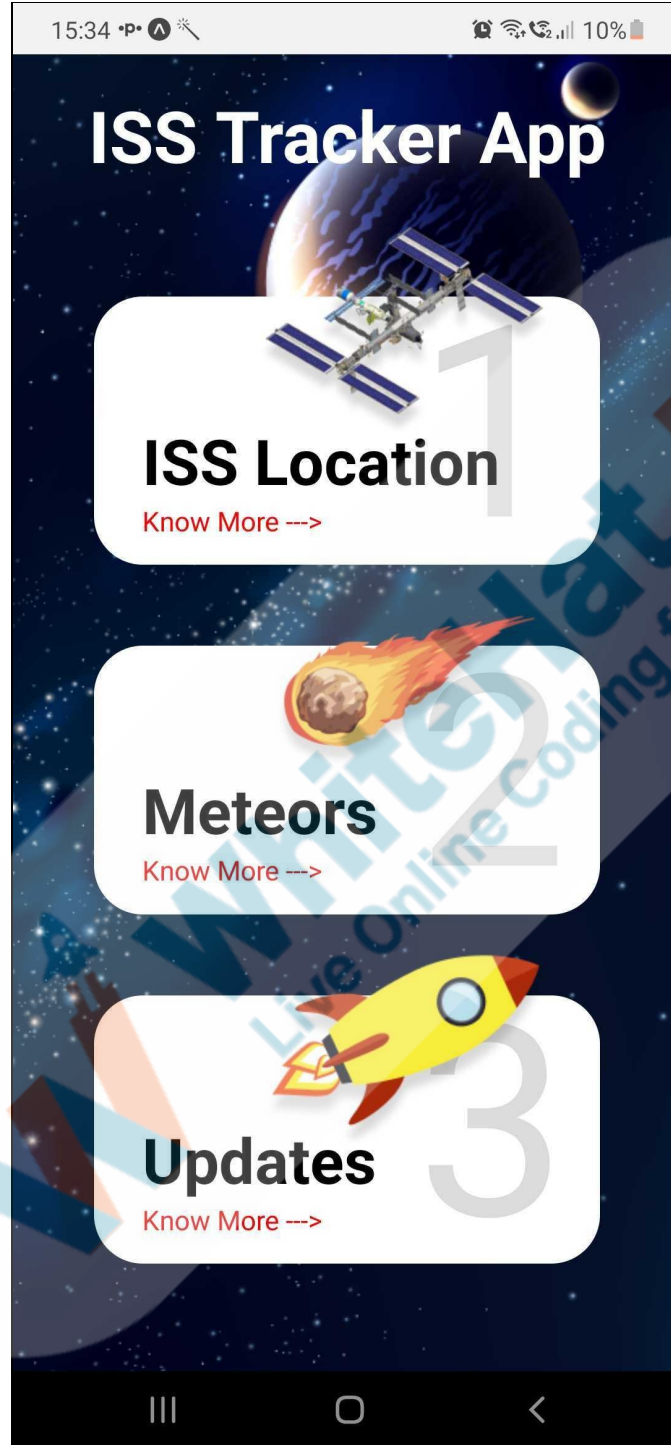 15:34 •P•
2 10%
ISS Tracker App
1
ISS Location
Know More --->
2
Meteors
Know More --->
3
Updates
Know More --->
WhiteHat
Live Online Coding